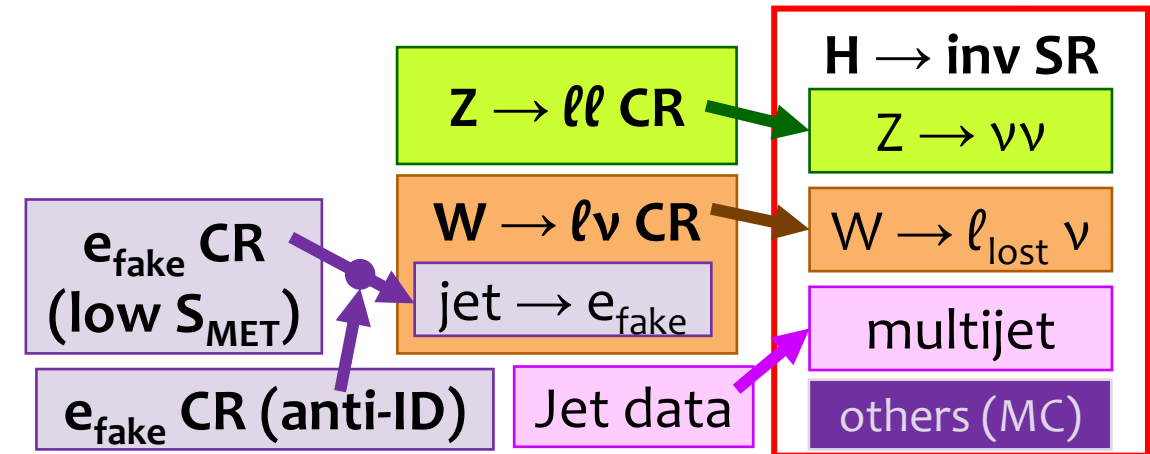 H → inv SR
Z → ℓℓ CR
Z → νν
W → ℓν CR
W → ℓ_lost ν
e_fake CR
(low S_MET)
jet → e_fake
multijet
e_fake CR (anti-ID)
Jet data
others (MC)